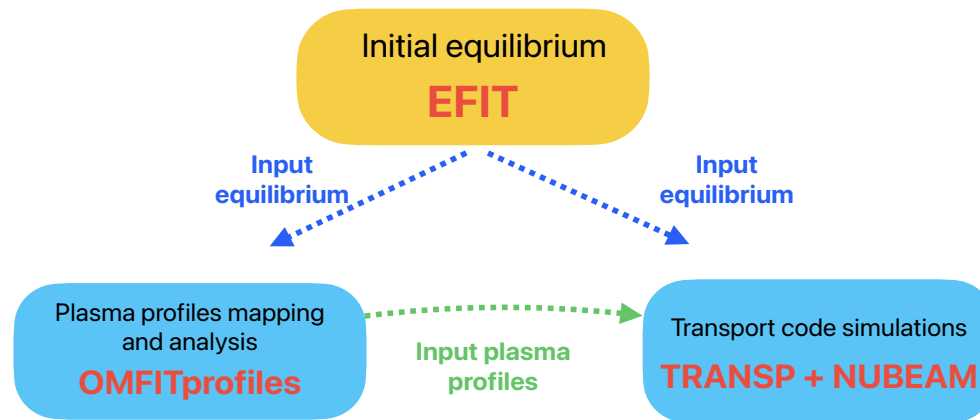 Initial equilibrium
EFIT
Input
equilibrium
Input
equilibrium
Plasma profiles mapping
and analysis
OMFITprofiles
Input plasma
profiles
Transport code simulations
TRANSP + NUBEAM